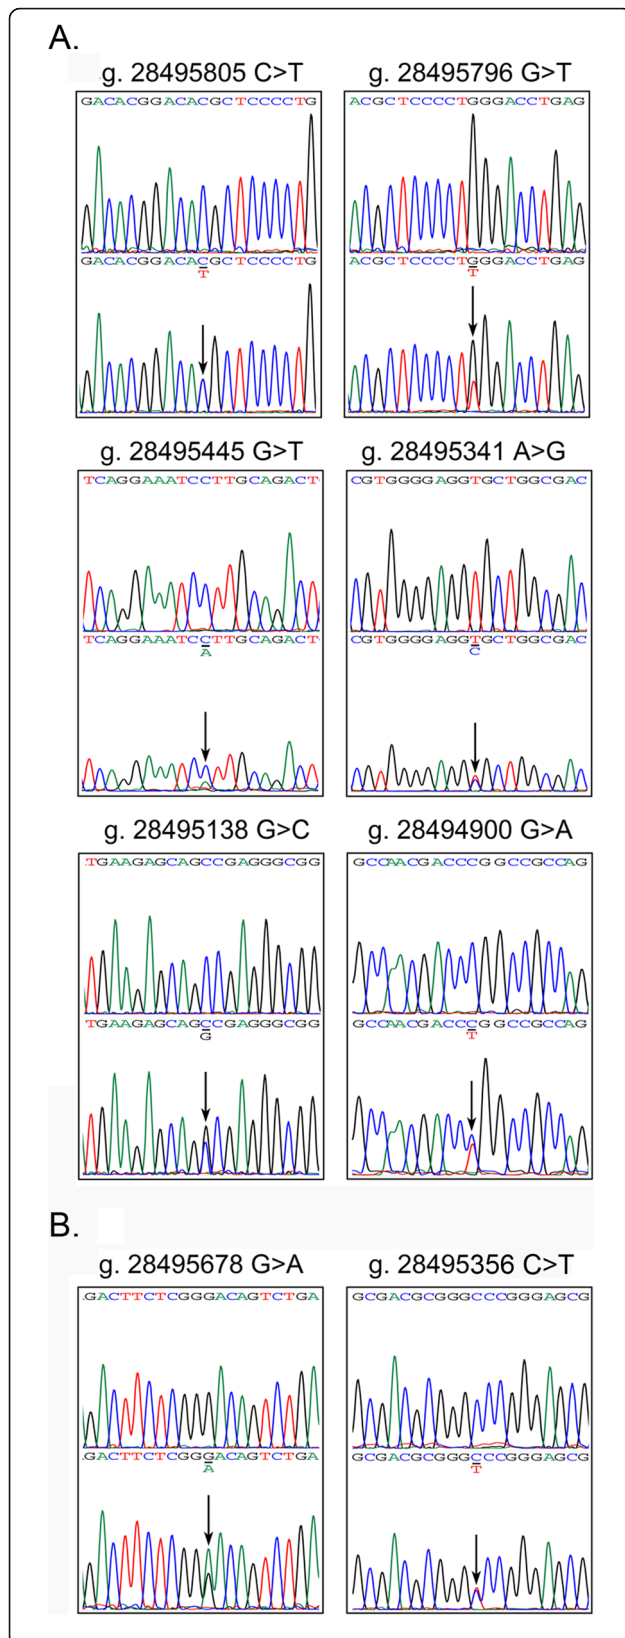 A.
g. 28495805 C>T
g. 28495796 G>T
GACACGGACACGCTCCCCTG
ACGCTCCCCTGGGACCTGAG
GACACGGACACGCTCCCCTG
T
ACGCTCCCCTGGGACCTGAG
T
g. 28495445 G>T
g. 28495341 A>G
TCAGGAAATCCTTGCAGACT
CGTGGGGAGGTGCTGGCGAC
TCAGGAAATCCTTGCAGACT
A
CGTGGGGAGGTGCTGGCGAC
C
g. 28495138 G>C
g. 28494900 G>A
TGAAGAGCAGCCGAGGGCGG
GCCAACGACCCGGCCGCCAG
TGAAGAGCAGCCGAGGGCGG
G
GCCAACGACCCGGCCGCCAG
T
B.
g. 28495678 G>A
g. 28495356 C>T
GACTTCTCGGGACAGTCTGA
GCGACGCGGGCCCGGGAGCG
GACTTCTCGGGACAGTCTGA
A
GCGACGCGGGCCCGGGAGCG
T